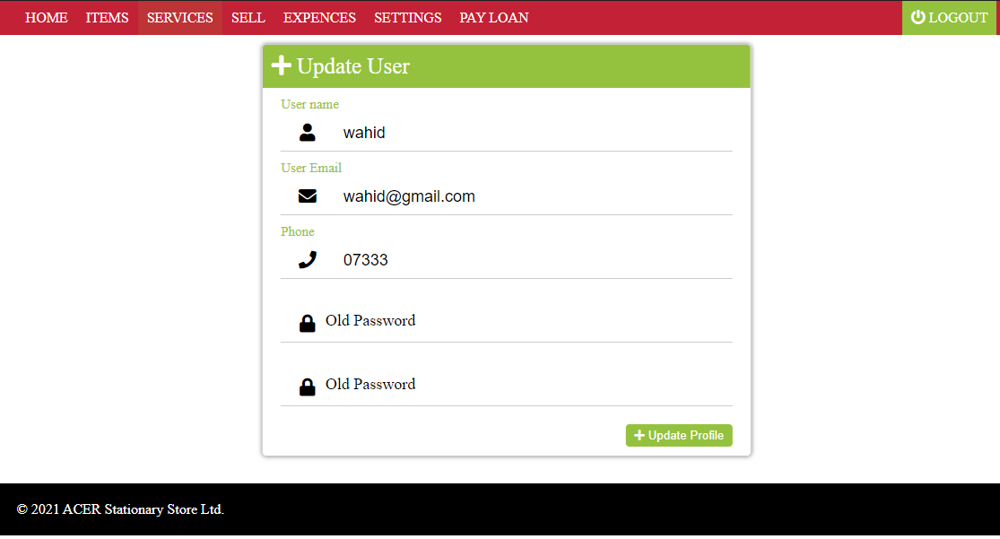 HOME ITEMS SERVICES SELL EXPENCES SETTINGS PAY LOAN LOGOUT
Update User
User name
wahid
User Email
wahid@gmail.com
Phone
07333
Old Password
Old Password
Update Profile
© 2021 ACER Stationary Store Ltd.